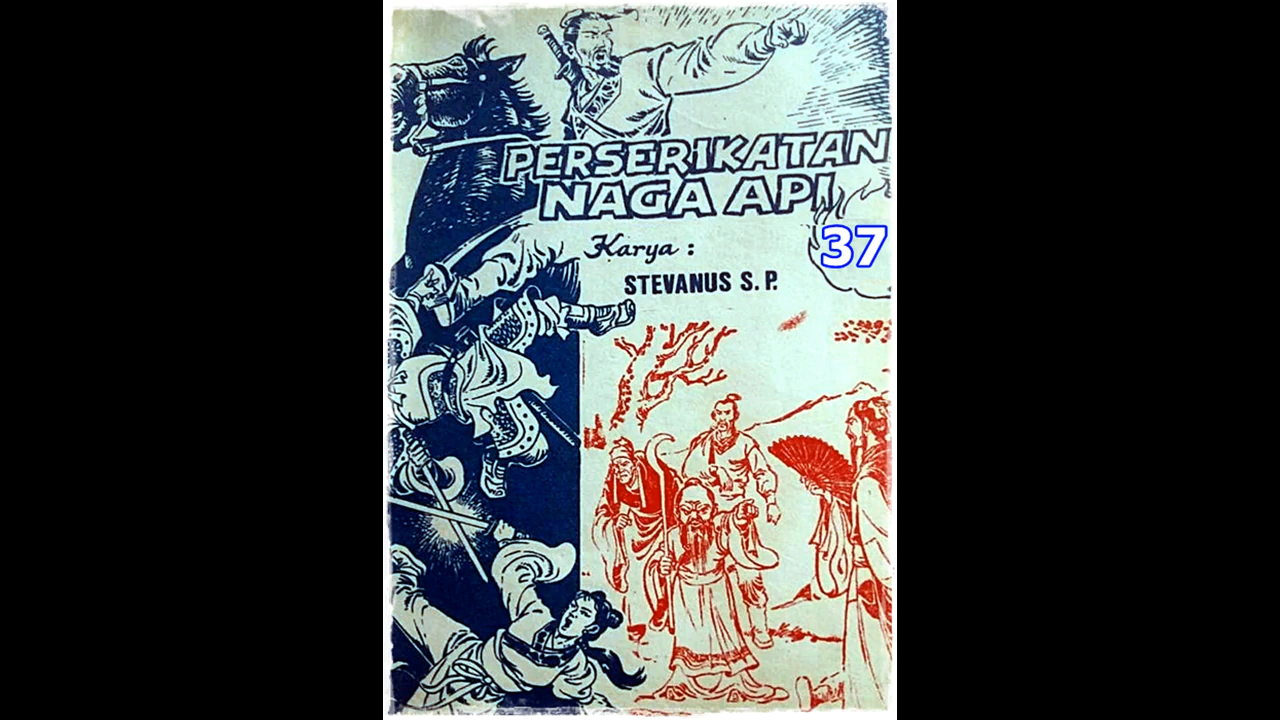 PERSERIKATAN
NAGA API
37
Karya :
STEVANUS S. P.